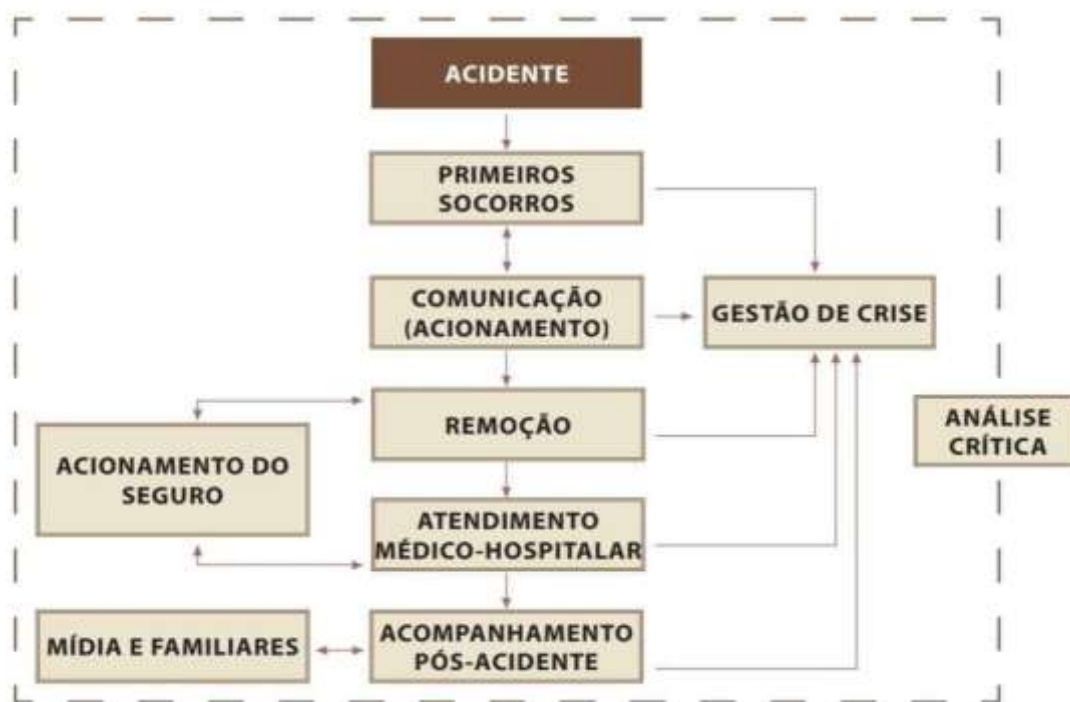 ACIDENTE
PRIMEIROS
SOCORROS
COMUNICAÇÃO
(ACIONAMENTO)
GESTÃO DE CRISE
REMOÇÃO
ANÁLISE
CRÍTICA
ACIONAMENTO DO
SEGURO
ATENDIMENTO
MÉDICO-HOSPITALAR
MÍDIA E FAMILIARES
ACOMPANHAMENTO
PÓS-ACIDENTE